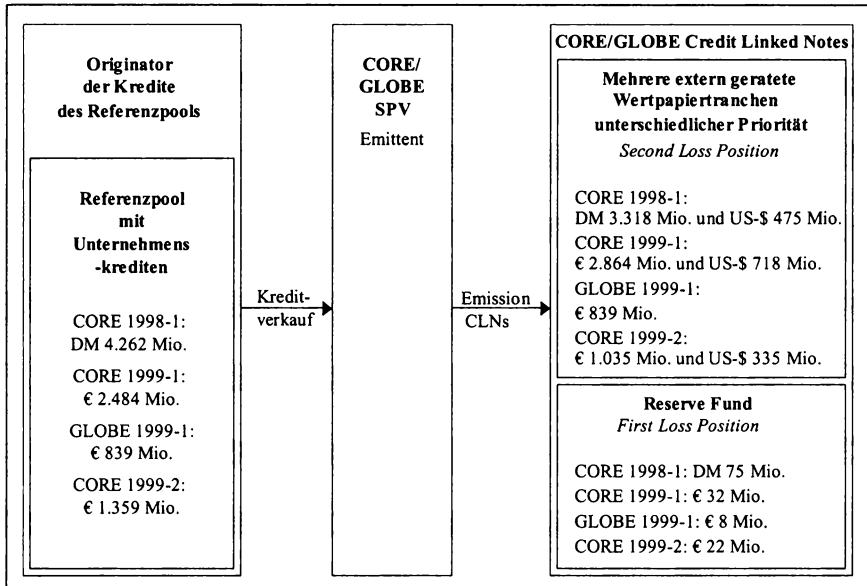 Originator
der Kredite
des Referenzpools
Referenzpool
mit
Unternehmens
-krediten
CORE 1998-1:
DM 4.262 Mio.
CORE 1999-1:
€ 2.484 Mio.
GLOBE 1999-1:
€ 839 Mio.
CORE 1999-2:
€ 1.359 Mio.
Kredit-
verkauf
CORE/
GLOBE
SPV
Emittent
Emission
CLNs
CORE/GLOBE Credit Linked Notes
Mehrere extern geratete
Wertpapiertranchen
unterschiedlicher Priorität
Second Loss Position
CORE 1998-1:
DM 3.318 Mio. und US-$ 475 Mio.
CORE 1999-1:
€ 2.864 Mio. und US-$ 718 Mio.
GLOBE 1999-1:
€ 839 Mio.
CORE 1999-2:
€ 1.035 Mio. und US-$ 335 Mio.
Reserve Fund
First Loss Position
CORE 1998-1: DM 75 Mio.
CORE 1999-1: € 32 Mio.
GLOBE 1999-1: € 8 Mio.
CORE 1999-2: € 22 Mio.